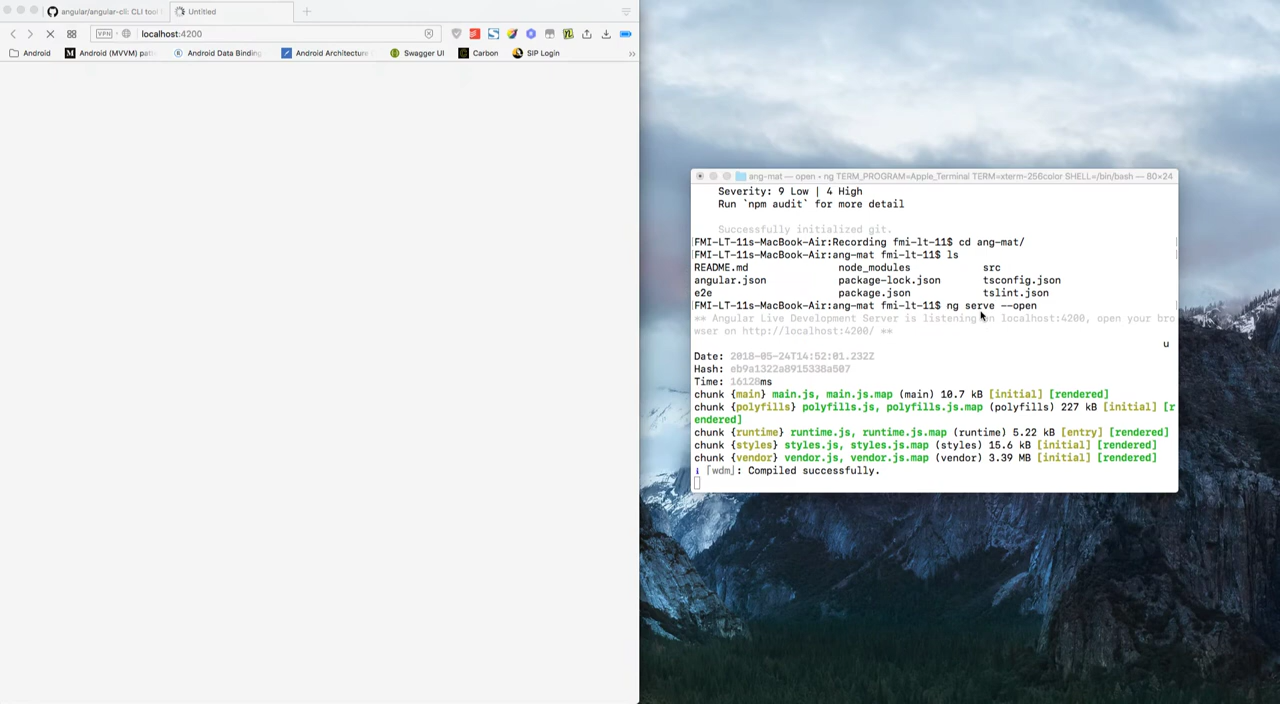 angular/angular-cli: CLI tool
Untitled
VPN
localhost:4200
Android
Android (MVVM) pat
Android Data Binding
Android Architecture
Swagger UI
Carbon
SIP Login
ang-mat — open • ng TERM_PROGRAM=Apple_Terminal TERM=xterm-256color SHELL=/bin/bash — 80×24
Severity: 9 Low | 4 High
Run `npm audit` for more detail
Successfully initialized git.
FMI-LT-11s-MacBook-Air:Recording fmi-lt-11$ cd ang-mat/
FMI-LT-11s-MacBook-Air:ang-mat fmi-lt-11$ ls
README.md node_modules src
angular.json package-lock.json tsconfig.json
e2e package.json tslint.json
FMI-LT-11s-MacBook-Air:ang-mat fmi-lt-11$ ng serve --open
** Angular Live Development Server is listening on localhost:4200, open your bro
wser on http://localhost:4200/ **
u
Date: 2018-05-24T14:52:01.232Z
Hash: eb9a1322a8915338a507
Time: 16128ms
chunk {main} main.js, main.js.map (main) 10.7 kB [initial] [rendered]
chunk {polyfills} polyfills.js, polyfills.js.map (polyfills) 227 kB [initial] [r
endered]
chunk {runtime} runtime.js, runtime.js.map (runtime) 5.22 kB [entry] [rendered]
chunk {styles} styles.js, styles.js.map (styles) 15.6 kB [initial] [rendered]
chunk {vendor} vendor.js, vendor.js.map (vendor) 3.39 MB [initial] [rendered]
i ｢wdm｣: Compiled successfully.